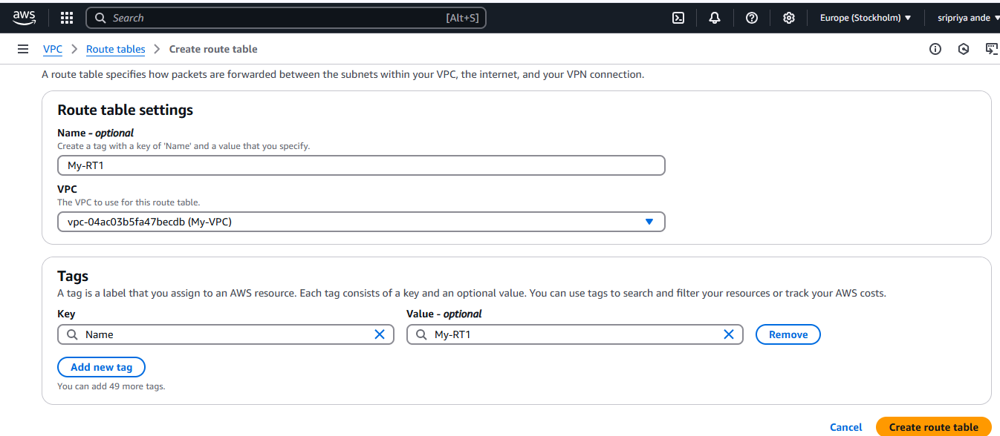 aws
Search [Alt+S] Europe (Stockholm) sripriya ande
VPC Route tables Create route table
A route table specifies how packets are forwarded between the subnets within your VPC, the internet, and your VPN connection.
Route table settings
Name - optional
Create a tag with a key of 'Name' and a value that you specify.
My-RT1
VPC
The VPC to use for this route table.
vpc-04ac03b5fa47becdb (My-VPC)
Tags
A tag is a label that you assign to an AWS resource. Each tag consists of a key and an optional value. You can use tags to search and filter your resources or track your AWS costs.
Key Value - optional
Name My-RT1 Remove
Add new tag
You can add 49 more tags.
Cancel Create route table